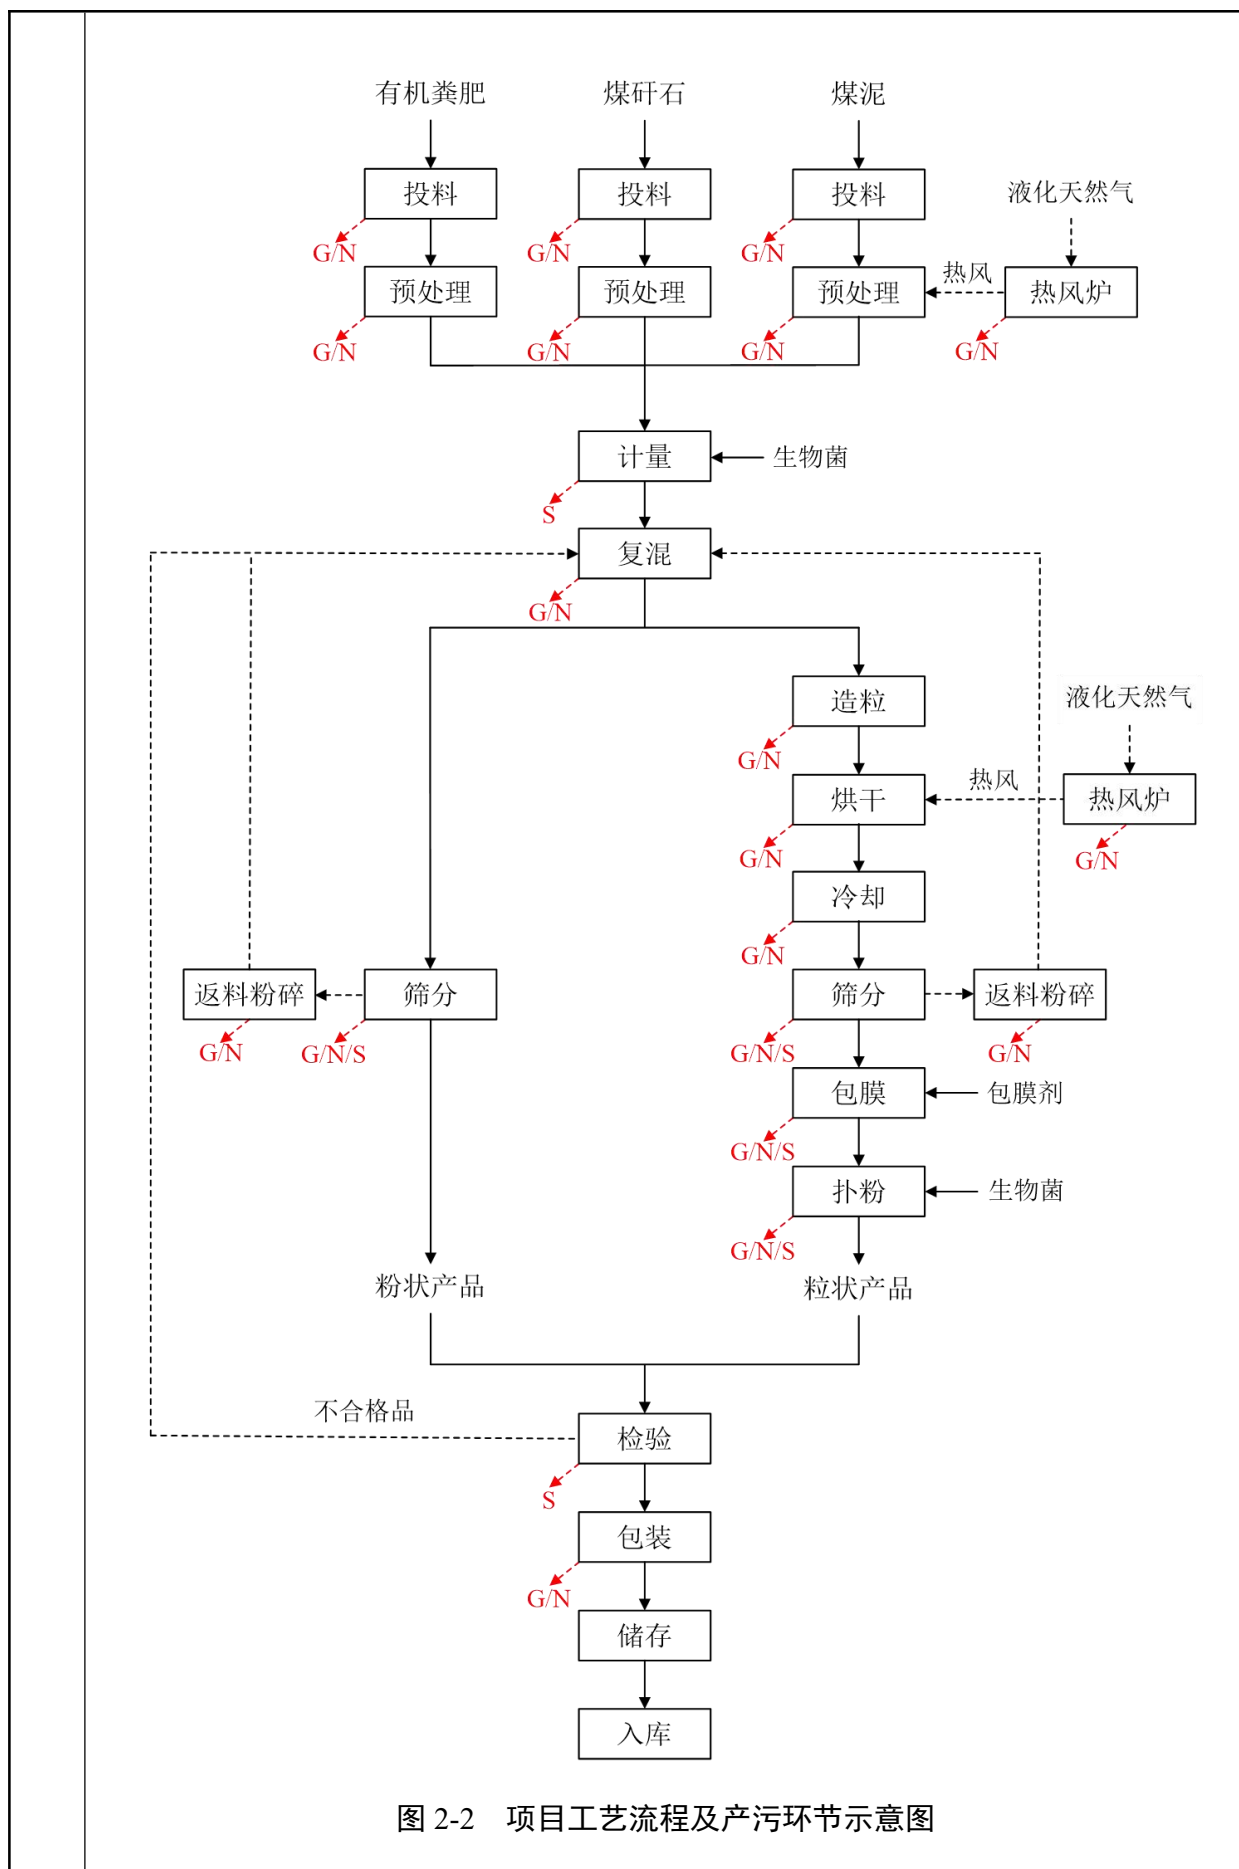 有机粪肥 煤矸石 煤泥
投料 投料 投料 液化天然气
G/N G/N G/N
热风
预处理 预处理 预处理 热风炉
G/N G/N G/N G/N
计量 生物菌
S
复混
G/N
造粒 液化天然气
G/N
热风
烘干 热风炉
G/N G/N
冷却
G/N
返料粉碎 筛分 筛分 返料粉碎
G/N G/N/S G/N/S G/N
包膜 包膜剂
G/N/S
扑粉 生物菌
G/N/S
粉状产品 粒状产品
不合格品
检验
S
包装
G/N
储存
入库
图 2-2 项目工艺流程及产污环节示意图